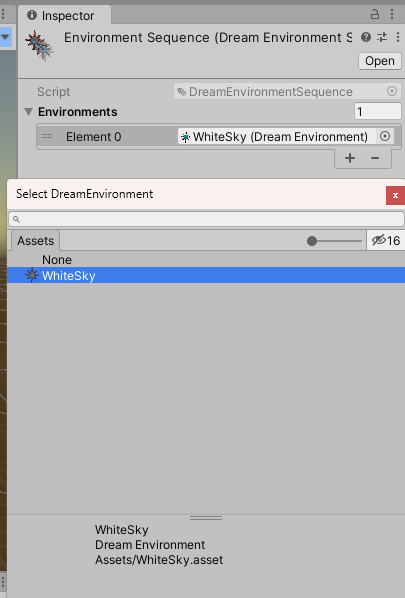 Inspector
Environment Sequence (Dream Environment S
Open
Script
DreamEnvironmentSequence
Environments
1
Element 0
WhiteSky (Dream Environment)
Select DreamEnvironment
x
Assets
16
None
WhiteSky
WhiteSky
Dream Environment
Assets/WhiteSky.asset